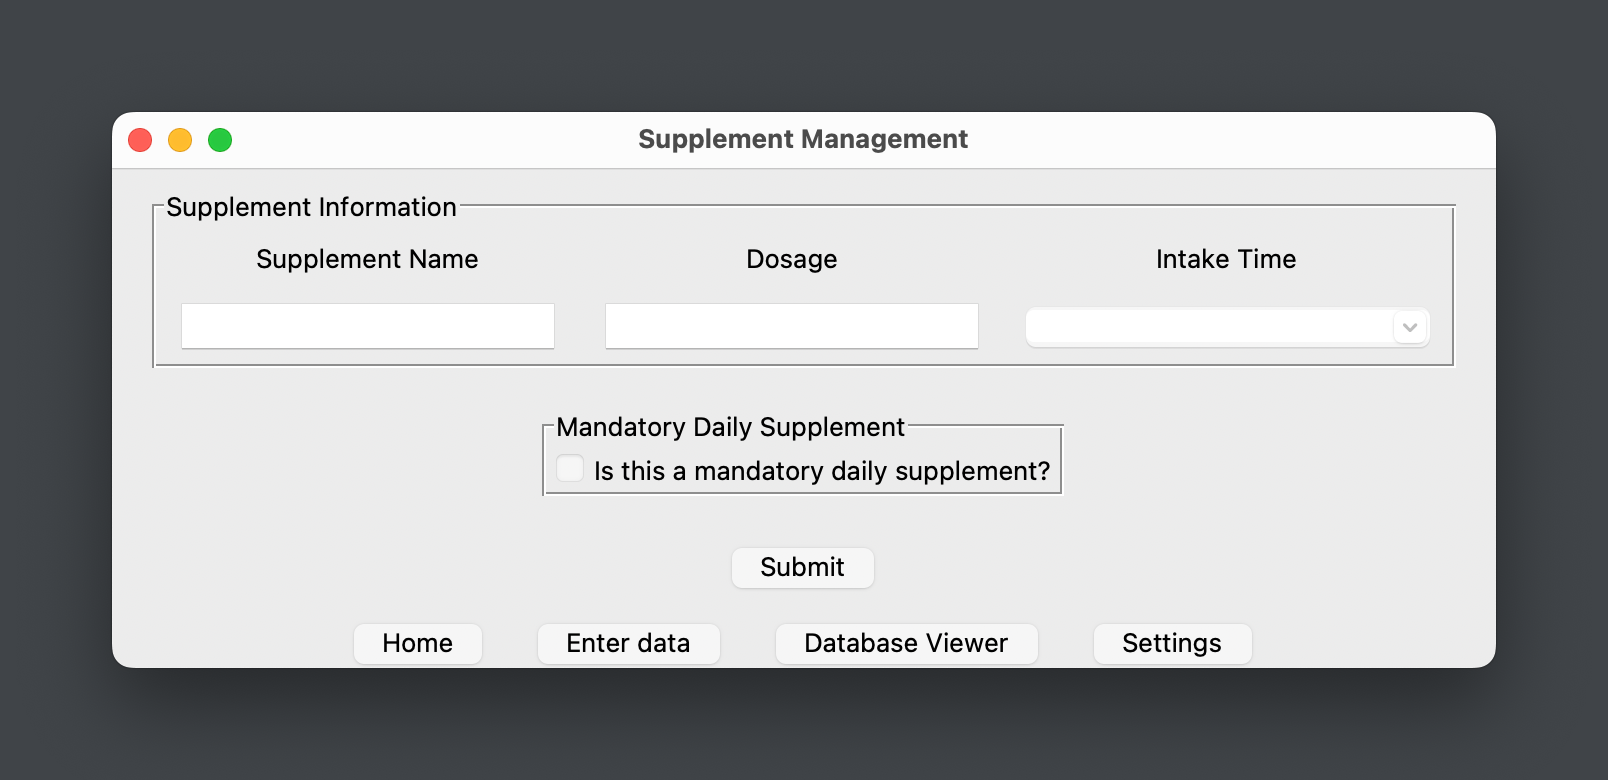 Supplement Management
Supplement Information
Supplement Name Dosage Intake Time
Mandatory Daily Supplement
Is this a mandatory daily supplement?
Submit
Home Enter data Database Viewer Settings